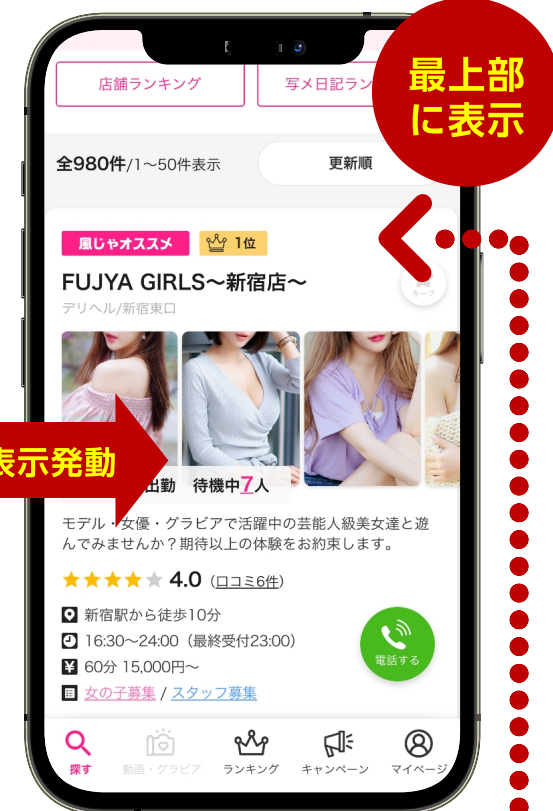 最上部
に表示
店舗ランキング
写メ日記ラン
全980件/1〜50件表示
更新順
風じゃオススメ
1位
FUJYA GIRLS〜新宿店〜
キープ
デリヘル/新宿東口
表示発動
出勤 待機中7人
モデル・女優・グラビアで活躍中の芸能人級美女達と遊
んでみませんか？期待以上の体験をお約束します。
4.0 (口コミ6件)
新宿駅から徒歩10分
16:30〜24:00（最終受付23:00）
60分 15,000円〜
電話する
女の子募集 / スタッフ募集
探す
動画・グラビア
ランキング
キャンペーン
マイページ